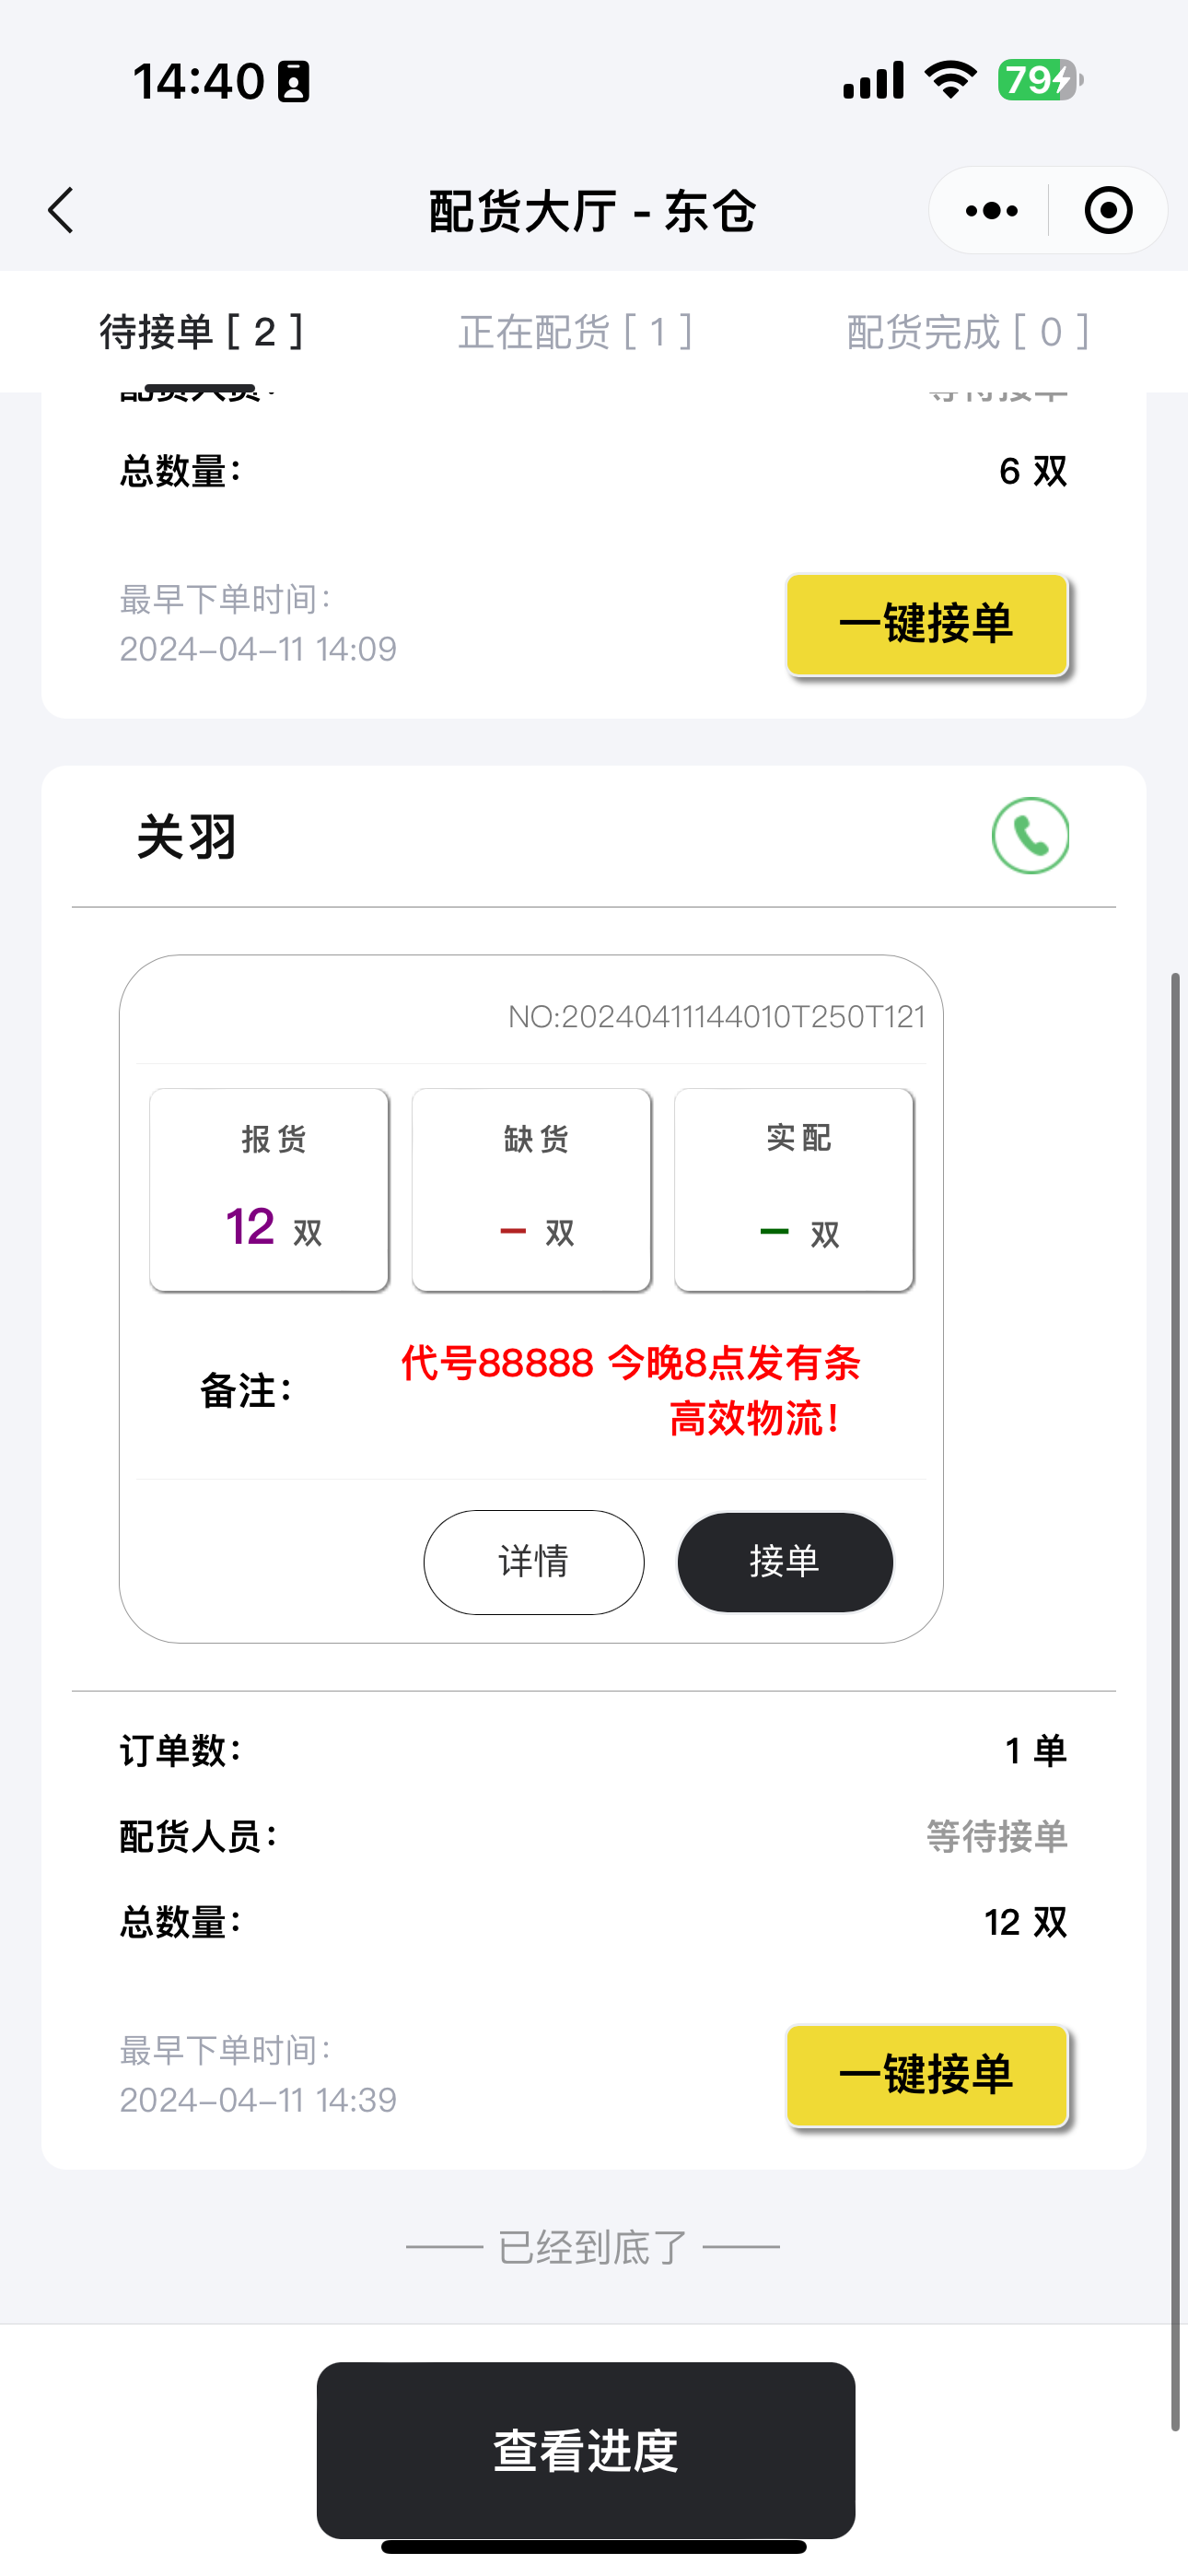 14:40
79
配货大厅 - 东仓
待接单 [ 2 ]
正在配货 [ 1 ]
配货完成 [ 0 ]
总数量：
6 双
最早下单时间：
2024-04-11 14:09
一键接单
关羽
NO:20240411144010T250T121
报货
缺货
实配
12 双
- 双
- 双
备注：
代号88888 今晚8点发有条
高效物流！
详情
接单
订单数：
1 单
配货人员：
等待接单
总数量：
12 双
最早下单时间：
2024-04-11 14:39
一键接单
已经到底了
查看进度